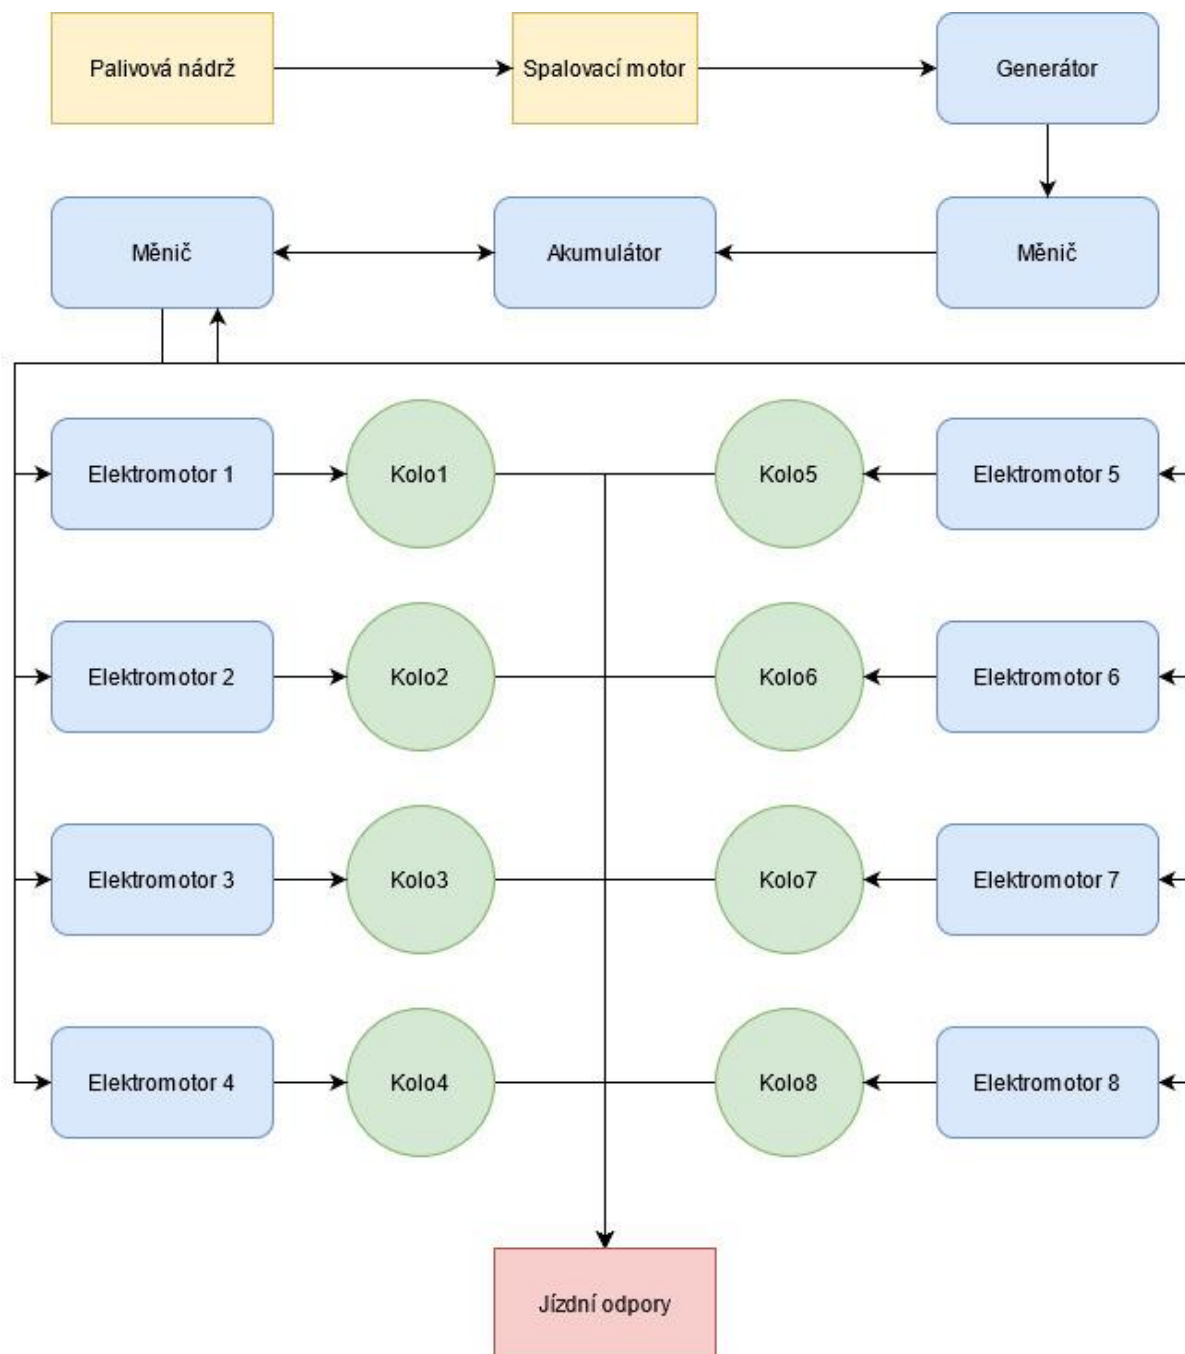 Palivová nádrž
Spalovací motor
Generátor
Měnič
Akumulátor
Měnič
Elektromotor 1
Kolo1
Kolo5
Elektromotor 5
Elektromotor 2
Kolo2
Kolo6
Elektromotor 6
Elektromotor 3
Kolo3
Kolo7
Elektromotor 7
Elektromotor 4
Kolo4
Kolo8
Elektromotor 8
Jízdní odpory